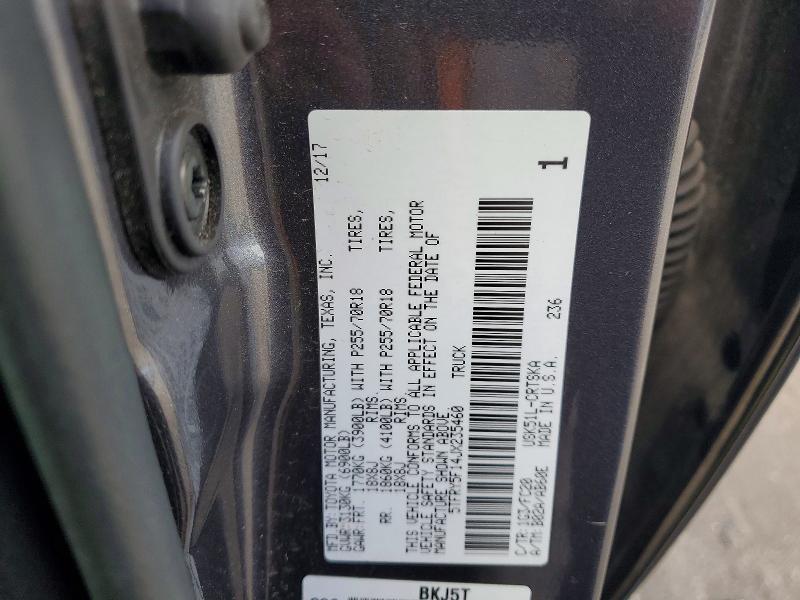 MFD.BY TOYOTA MOTOR MANUFACTURING, TEXAS, INC. 12/17
GVWR 3130KG (6900LB)
GAWR FRT. 1770KG (3900LB) WITH P255/70R18 TIRES,
18X8J RIMS,
RR. 1860KG (4100LB) WITH P255/70R18 TIRES,
18X8J RIMS,
THIS VEHICLE CONFORMS TO ALL APPLICABLE FEDERAL MOTOR
VEHICLE SAFETY STANDARDS IN EFFECT ON THE DATE OF
MANUFACTURE SHOWN ABOVE.
5TFRY5F14JX235460 TRUCK
C/TR: 1G3/FC20 USK51L-CRTSKA 236
A/TM: B02A/AB60E MADE IN U.S.A. 1
BKJ5T